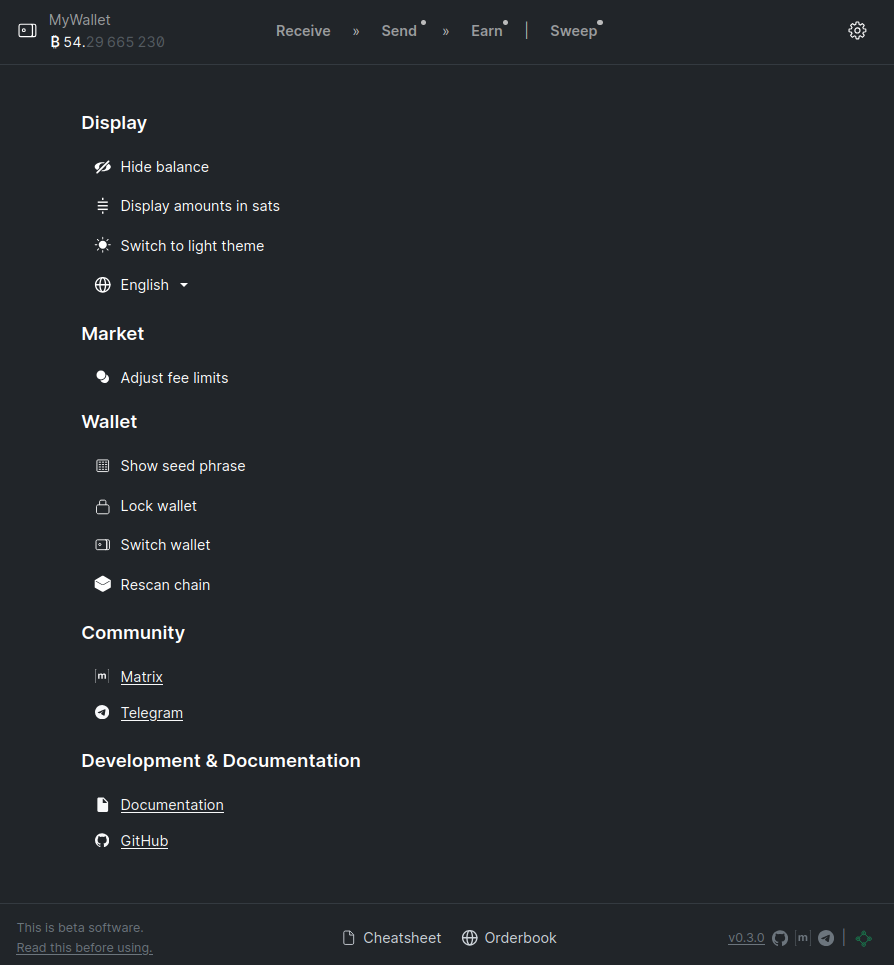 MyWallet
₿ 54.29 665 230
Receive » Send » Earn | Sweep
Display
Hide balance
Display amounts in sats
Switch to light theme
English
Market
Adjust fee limits
Wallet
Show seed phrase
Lock wallet
Switch wallet
Rescan chain
Community
[m] Matrix
Telegram
Development & Documentation
Documentation
GitHub
This is beta software.
Read this before using.
Cheatsheet
Orderbook
v0.3.0 [m] |